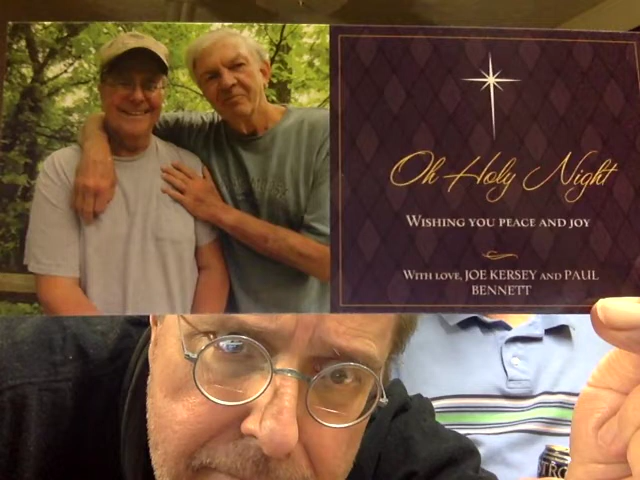 Oh Holy Night
WISHING YOU PEACE AND JOY
WITH LOVE, JOE KERSEY AND PAUL
BENNETT